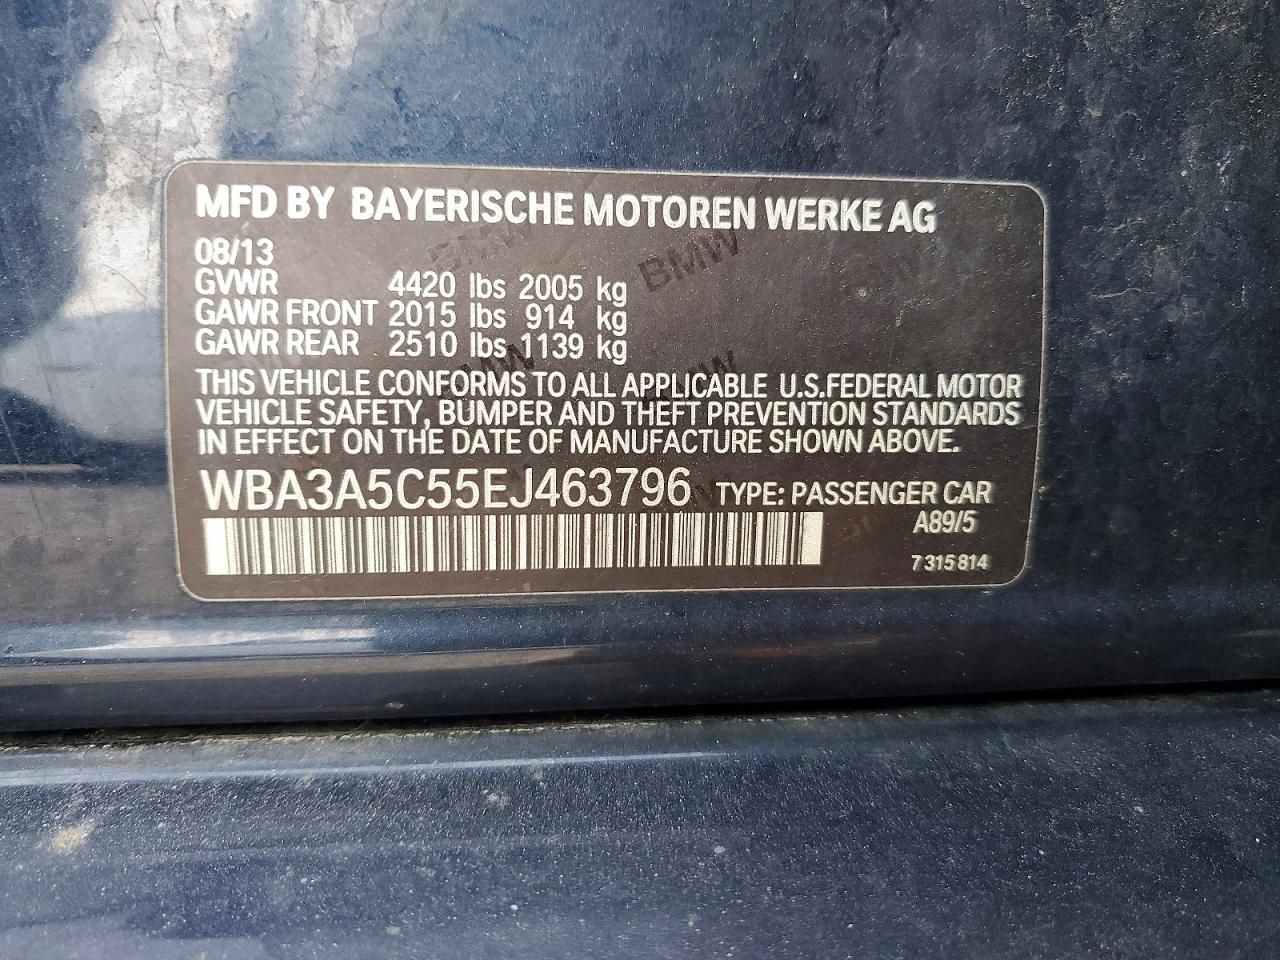 MFD BY BAYERISCHE MOTOREN WERKE AG
08/13
GVWR 4420 lbs 2005 kg
GAWR FRONT 2015 lbs 914 kg
GAWR REAR 2510 lbs 1139 kg
THIS VEHICLE CONFORMS TO ALL APPLICABLE U.S.FEDERAL MOTOR
VEHICLE SAFETY, BUMPER AND THEFT PREVENTION STANDARDS
IN EFFECT ON THE DATE OF MANUFACTURE SHOWN ABOVE.
WBA3A5C55EJ463796 TYPE: PASSENGER CAR
A89/5
7 315 814
BMW
BMW